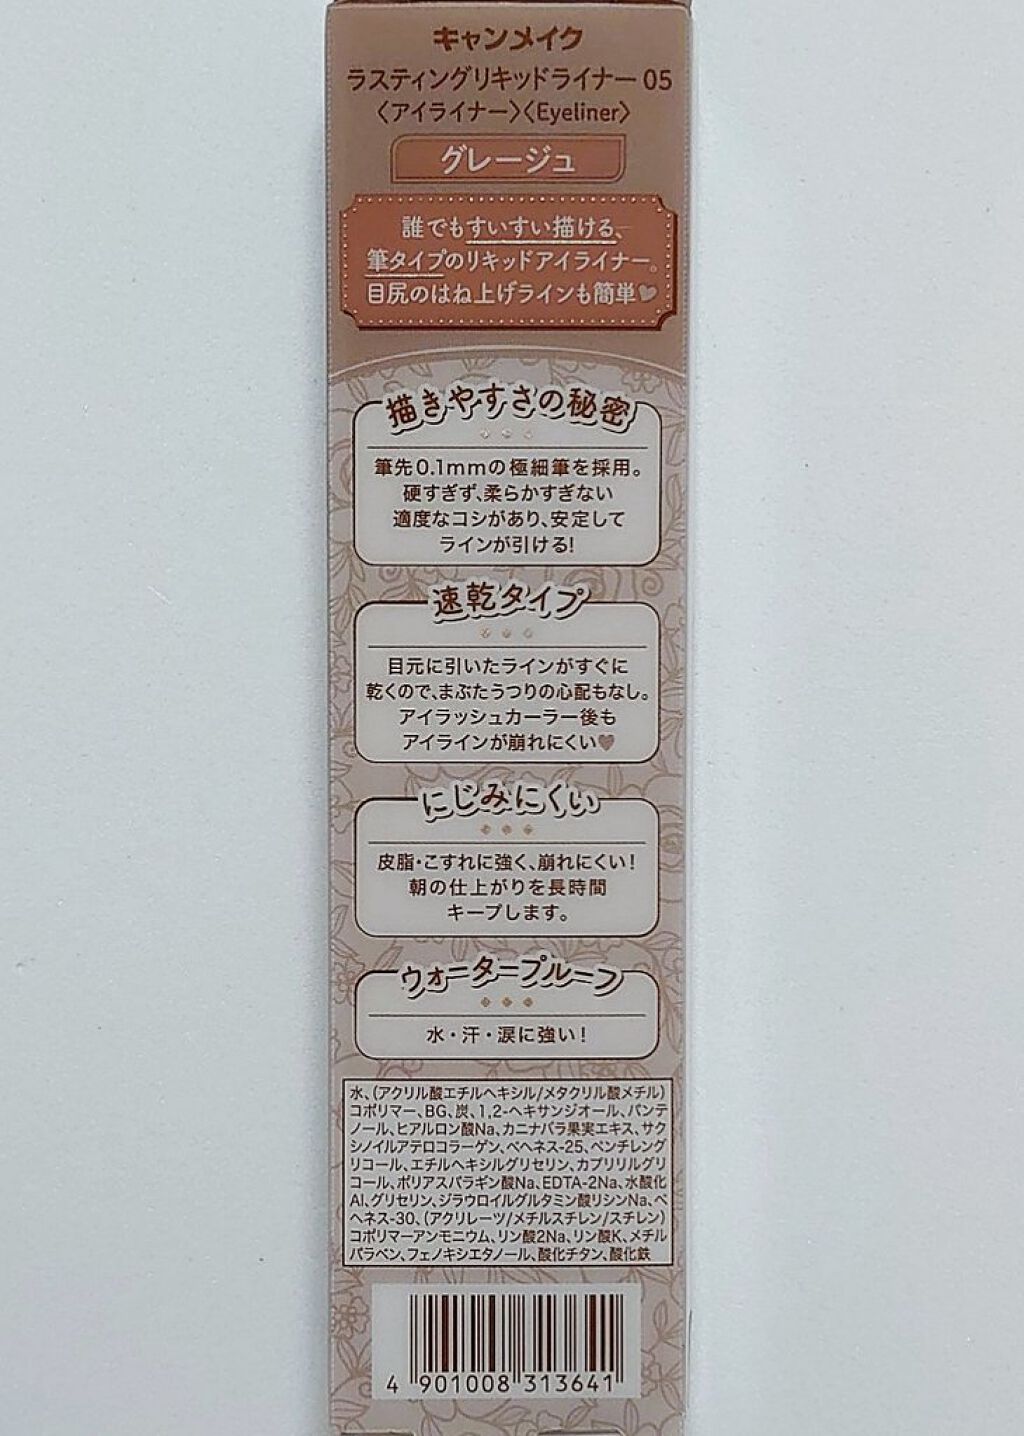 キャンメイク
ラスティングリキッドライナー 05
〈アイライナー〉〈Eyeliner〉
グレージュ
誰でもすいすい描ける、
筆タイプのリキッドアイライナー。
目尻のはね上げラインも簡単♥
描きやすさの秘密
筆先0.1mmの極細筆を採用。
硬すぎず、柔らかすぎない
適度なコシがあり、安定して
ラインが引ける!
速乾タイプ
目元に引いたラインがすぐに
乾くので、まぶたうつりの心配もなし。
アイラッシュカーラー後も
アイラインが崩れにくい♥
にじみにくい
皮脂・こすれに強く、崩れにくい!
朝の仕上がりを長時間
キープします。
ウォータープルーフ
水・汗・涙に強い!
水、(アクリル酸エチルヘキシル/メタクリル酸メチル)
コポリマー、BG、炭、1,2-ヘキサンジオール、パンテ
ノール、ヒアルロン酸Na、カニナバラ果実エキス、サク
シノイルアテロコラーゲン、ベヘネス-25、ペンチレング
リコール、エチルヘキシルグリセリン、カプリリルグリ
コール、ポリアスパラギン酸Na、EDTA-2Na、水酸化
Al、グリセリン、ジラウロイルグルタミン酸リシンNa、ベ
ヘネス-30、(アクリレーツ/メチルスチレン/スチレン)
コポリマーアンモニウム、リン酸2Na、リン酸K、メチル
パラベン、フェノキシエタノール、酸化チタン、酸化鉄
4 901008 313641